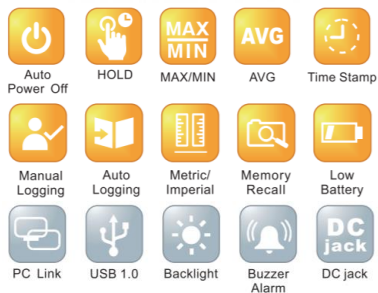 MAX
MIN
AVG
Auto
Power Off
HOLD
MAX/MIN
AVG
Time Stamp
Manual
Logging
Auto
Logging
Metric/
Imperial
Memory
Recall
Low
Battery
DC
jack
PC Link
USB 1.0
Backlight
Buzzer
Alarm
DC jack